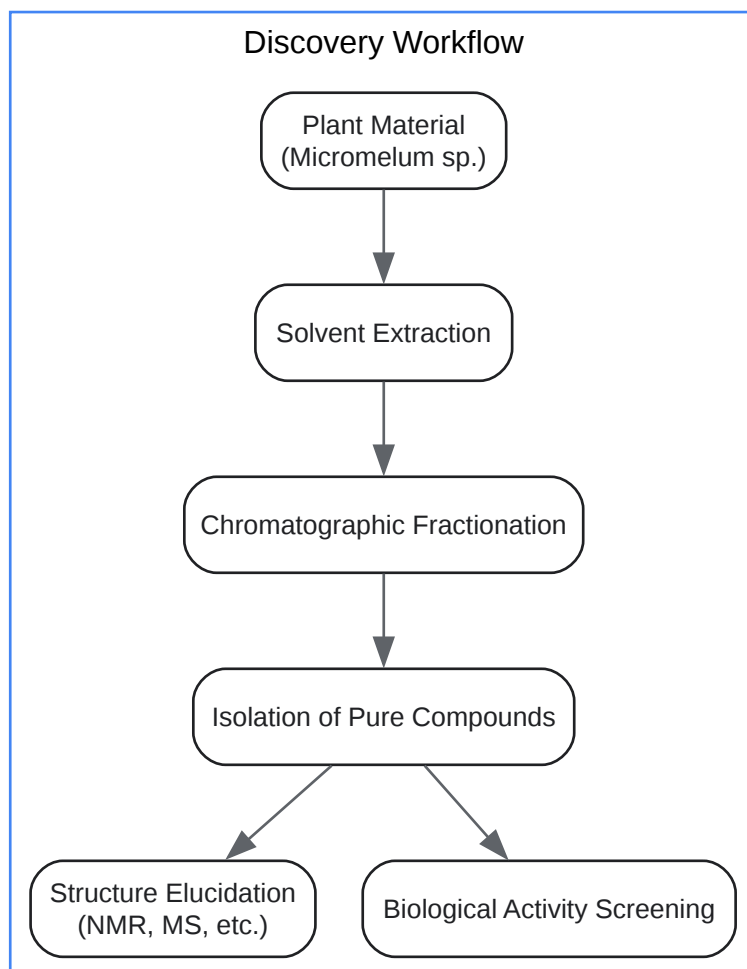 Discovery Workflow
Plant Material
(Micromelum sp.)
Solvent Extraction
Chromatographic Fractionation
Isolation of Pure Compounds
Structure Elucidation
(NMR, MS, etc.)
Biological Activity Screening